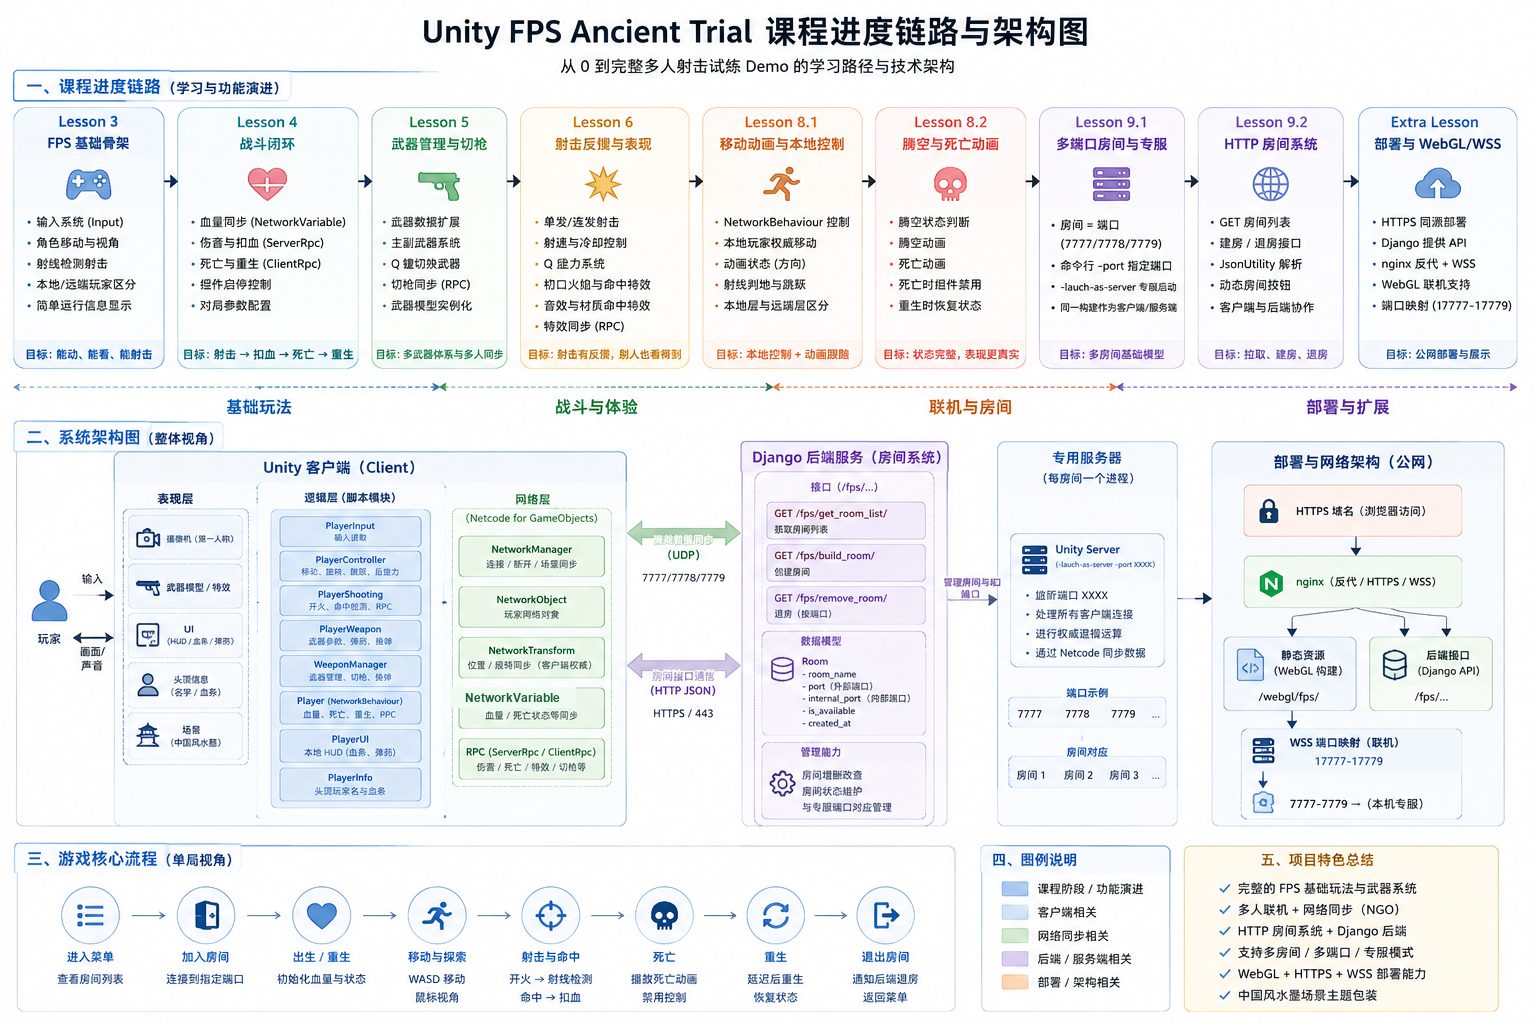 Unity FPS Ancient Trial 课程进度链路与架构图
从 0 到完整多人射击试练 Demo 的学习路径与技术架构
一、课程进度链路（学习与功能演进）
Lesson 3
FPS 基础骨架
输入系统 (Input)
角色移动与视角
射线检测射击
本地/远端玩家区分
简单运行信息显示
目标：能动、能看、能射击
Lesson 4
战斗闭环
血量同步 (NetworkVariable)
伤音与扣血 (ServerRpc)
死亡与重生 (ClientRpc)
启停控制
对局参数配置
目标：射击 → 扣血 → 死亡 → 重生
Lesson 5
武器管理与切枪
武器数据扩展
主副武器系统
Q 键切换武器
切枪同步 (RPC)
武器模型实例化
目标：多武器体系与多人同步
Lesson 6
射击反馈与表现
单发/连发射击
射速与冷却控制
Q 力系统
口火焰与命中特效
音效与材质命中特效
特效同步 (RPC)
目标：射击有反馈，别人也看得到
Lesson 8.1
移动动画与本地控制
NetworkBehaviour 控制
本地玩家权威移动
动画状态 (方向)
射线判地与跳跃
本地层与远端层区分
目标：本地控制 + 动画跟随
Lesson 8.2
腾空与死亡动画
腾空状态判断
腾空动画
死亡动画
死亡时组件禁用
重生时恢复状态
目标：状态完整，表现更真实
Lesson 9.1
多端口房间与专服
房间 = 端口
(7777/7778/7779)
命令行 -port 指定端口
-lauch-as-server 专服启动
同一构建作为客户端/服务端
目标：多房间基础模型
Lesson 9.2
HTTP 房间系统
GET 房间列表
建房 / 退房接口
JsonUtility 解析
动态房间按钮
客户端与后端协作
目标：拉取、建房、退房
Extra Lesson
部署与 WebGL/WSS
HTTPS 同源部署
Django 提供 API
nginx 反代 + WSS
WebGL 联机支持
端口映射 (17777-17779)
目标：公网部署与展示
基础玩法
战斗与体验
联机与房间
部署与扩展
二、系统架构图（整体视角）
玩家
输入
画面/
声音
Unity 客户端（Client）
表现层
摄像机（第一人称）
武器模型 / 特效
UI
(HUD / 血条 / 弹药)
头顶信息
（名字 / 血条）
场景
（中国风水墨）
逻辑层（脚本模块）
PlayerInput
输入读取
PlayerController
移动、旋转、跳跃、后坐力
PlayerShooting
开火、命中检测、RPC
PlayerWeapon
武器参数、弹药、换弹
WeeponManager
武器管理、切枪、换弹
Player (NetworkBehaviour)
血量、死亡、重生、PPC
PlayerUI
本地 HUD (血条、弹药)
PlayerInfo
头顶玩家名与血条
网络层
(Netcode for GameObjects)
NetworkManager
连接 / 断开 / 场景同步
NetworkObject
玩家网络对象
NetworkTransform
位置 / 旋转同步（客户端权威）
NetworkVariable
血量 / 死亡状态等同步
RPC (ServerRpc / ClientRpc)
伤害 / 死亡 / 特效 / 切枪等
(UDP)
7777/7778/7779
房间接口通信
(HTTP JSON)
HTTPS / 443
Django 后端服务（房间系统）
接口（/fps/...）
GET /fps/get_room_list/
获取房间列表
GET /fps/build_room/
创建房间
GET /fps/remove_room/
退房（按端口）
数据模型
Room
- room_name
- port（外部端口）
- internal_port（内部端口）
- is_available
- created_at
管理能力
房间增删改查
房间状态维护
与专服端口对应管理
管理房间与
端口
专用服务器
（每房间一个进程）
Unity Server
(-lauch-as-server -port XXXX)
监听端口 XXXX
处理所有客户端连接
进行权威逻辑运算
通过 Netcode 同步数据
端口示例
7777 7778 7779 ...
房间对应
房间 1 房间 2 房间 3 ...
部署与网络架构（公网）
HTTPS 域名（浏览器访问）
nginx（反代 / HTTPS / WSS）
静态资源
（WebGL 构建）
/webgl/fps/
后端接口
（Django API）
/fps/...
WSS 端口映射（联机）
17777-17779
7777-7779 →（本机专服）
三、游戏核心流程（单局视角）
进入菜单
查看房间列表
加入房间
连接到指定端口
出生 / 重生
初始化血量与状态
移动与探索
WASD 移动
鼠标视角
射击与命中
开火 → 射线检测
命中 → 扣血
死亡
播放死亡动画
禁用控制
重生
延迟后重生
恢复状态
退出房间
通知后端退房
返回菜单
四、图例说明
课程阶段 / 功能演进
客户端相关
网络同步相关
后端 / 服务端相关
部署 / 架构相关
五、项目特色总结
完整的 FPS 基础玩法与武器系统
多人联机 + 网络同步（NGO）
HTTP 房间系统 + Django 后端
支持多房间 / 多端口 / 专服模式
WebGL + HTTPS + WSS 部署能力
中国风水墨场景主题包装